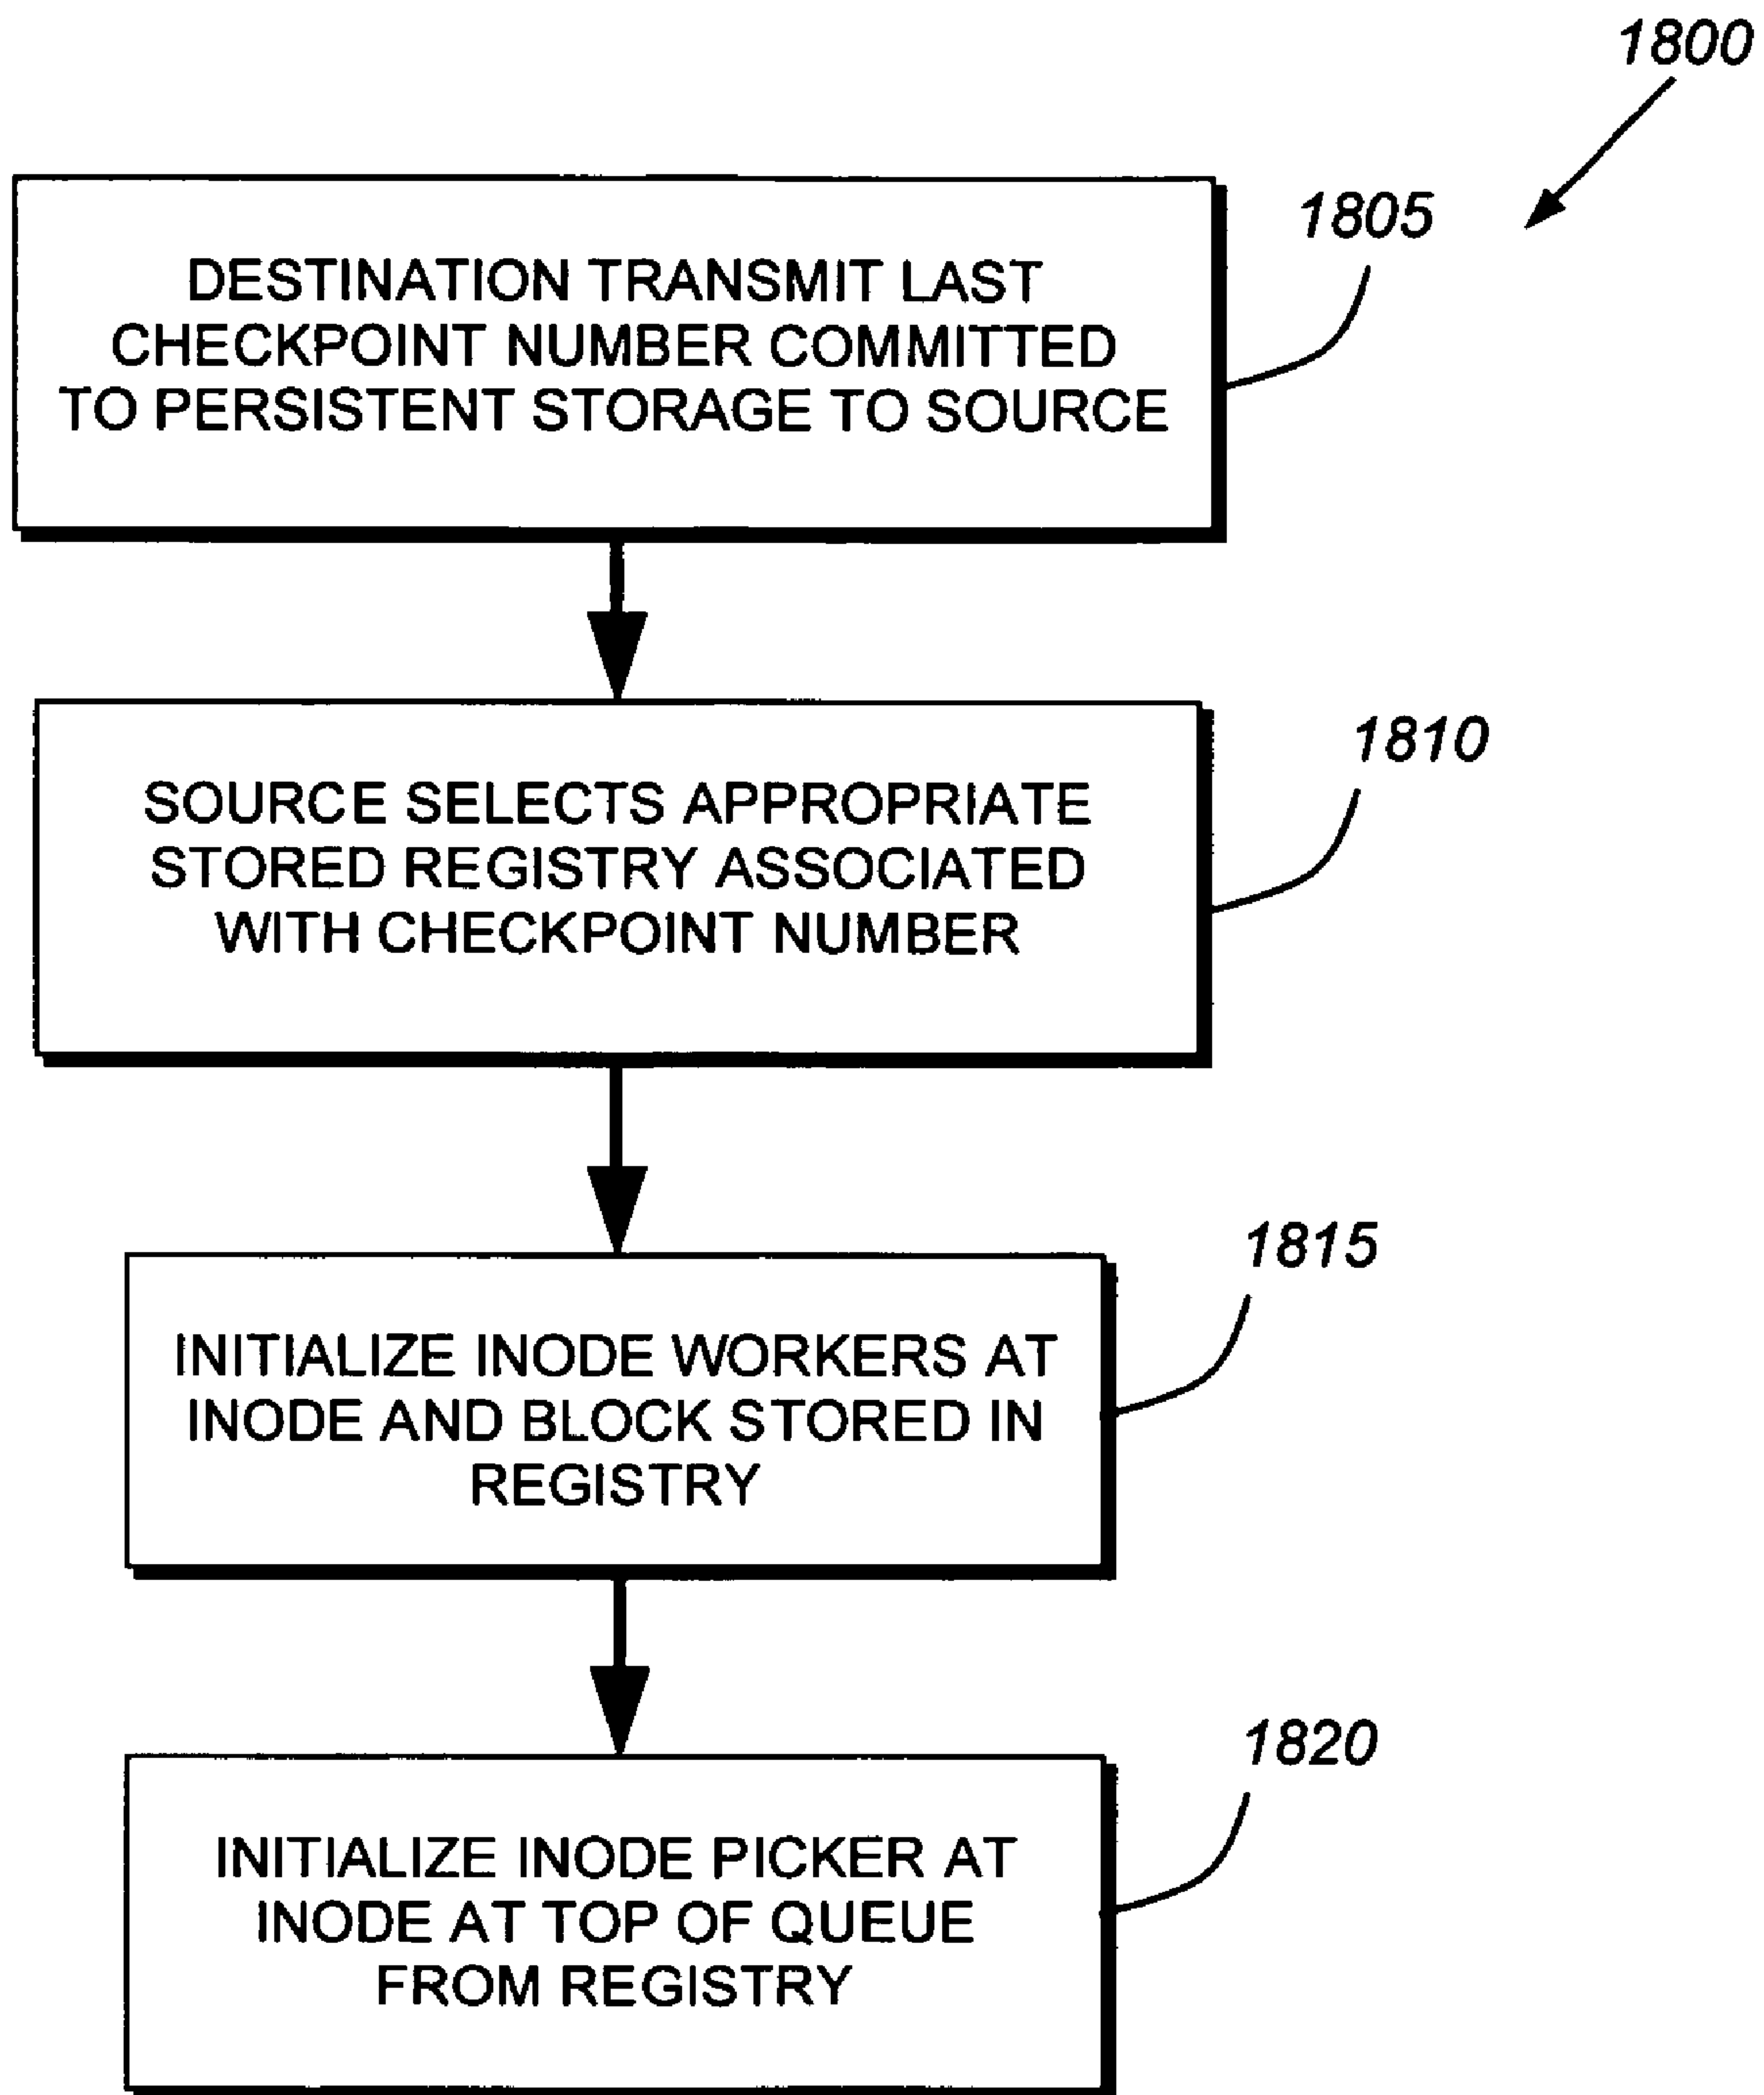 1800
1805
DESTINATION TRANSMIT LAST
CHECKPOINT NUMBER COMMITTED
TO PERSISTENT STORAGE TO SOURCE
1810
SOURCE SELECTS APPROPRIATE
STORED REGISTRY ASSOCIATED
WITH CHECKPOINT NUMBER
1815
INITIALIZE INODE WORKERS AT
INODE AND BLOCK STORED IN
REGISTRY
1820
INITIALIZE INODE PICKER AT
INODE AT TOP OF QUEUE
FROM REGISTRY